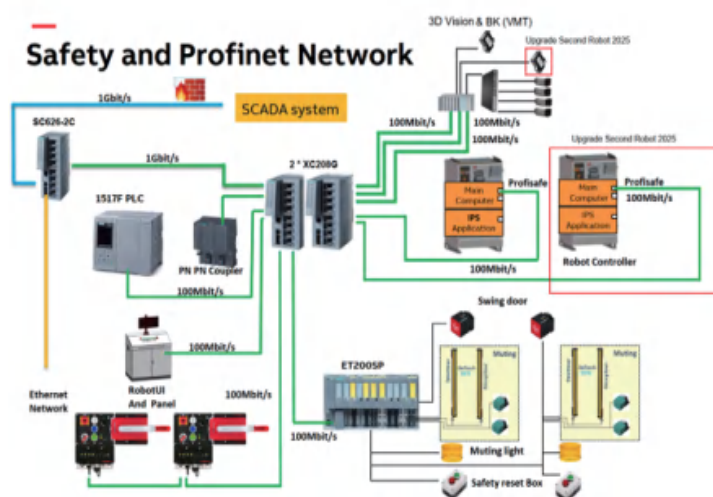 Safety and Profinet Network
3D Vision & BK (VMT)
Upgrade Second Robot 2025
1Gbit/s
SCADA system
SC626-2C
100Mbit/s
100Mbit/s
100Mbit/s
100Mbit/s
1Gbit/s
2 * XC208G
Upgrade Second Robot 2025
1517F PLC
PN PN Coupler
Main Computer
IPS Application
Profisafe
Main Computer
IPS Application
Profisafe
100Mbit/s
Robot Controller
100Mbit/s
100Mbit/s
100Mbit/s
Swing door
RobotUI
And Panel
Ethernet
Network
100Mbit/s
ET200SP
Muting
Muting
100Mbit/s
Muting light
Safety reset Box